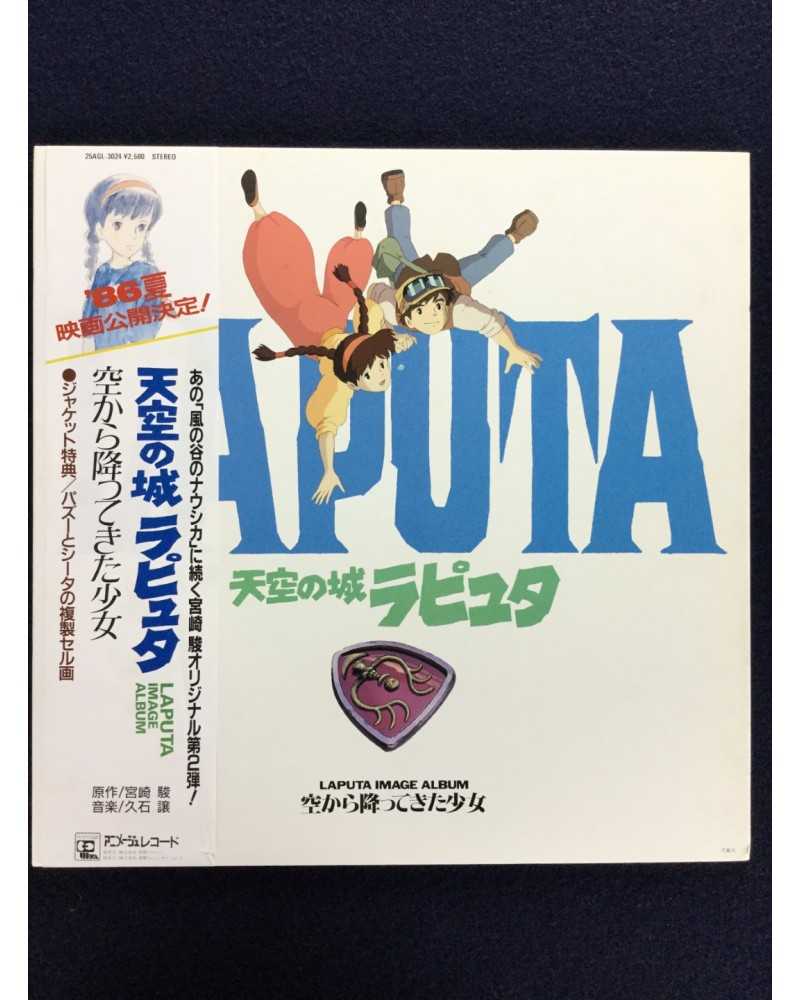 25AGL-3024 ¥2,500 STEREO
'86夏
映画公開決定!
あの、「風の谷のナウシカ」に続く宮崎 駿オリジナル第2弾!
天空の城 ラピュタ
LAPUTA
IMAGE
ALBUM
空から降ってきた少女
●ジャケット特典/パズーとシータの複製セル画
原作/宮崎 駿
音楽/久石 譲
アニメージュレコード
APUTA
天空の城 ラピュタ
LAPUTA IMAGE ALBUM
空から降ってきた少女